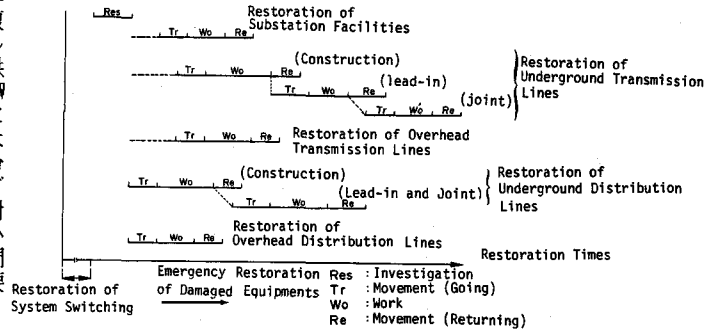 Res
Restoration of
Substation Facilities
Tr Wo Re
(Construction)
Tr Wo Re
(lead-in)
Tr Wo Re
(joint)
Tr Wo Re
Restoration of
Underground Transmission
Lines
Tr Wo Re
Restoration of Overhead
Transmission Lines
(Construction)
Tr Wo Re
(Lead-in and Joint)
Tr Wo Re
Restoration of
Underground Distribution
Lines
Restoration of
Overhead Distribution Lines
Tr Wo Re
Restoration Times
Restoration of
System Switching
Emergency Restoration
of Damaged Equipments
Res : Investigation
Tr : Movement (Going)
Wo : Work
Re : Movement (Returning)